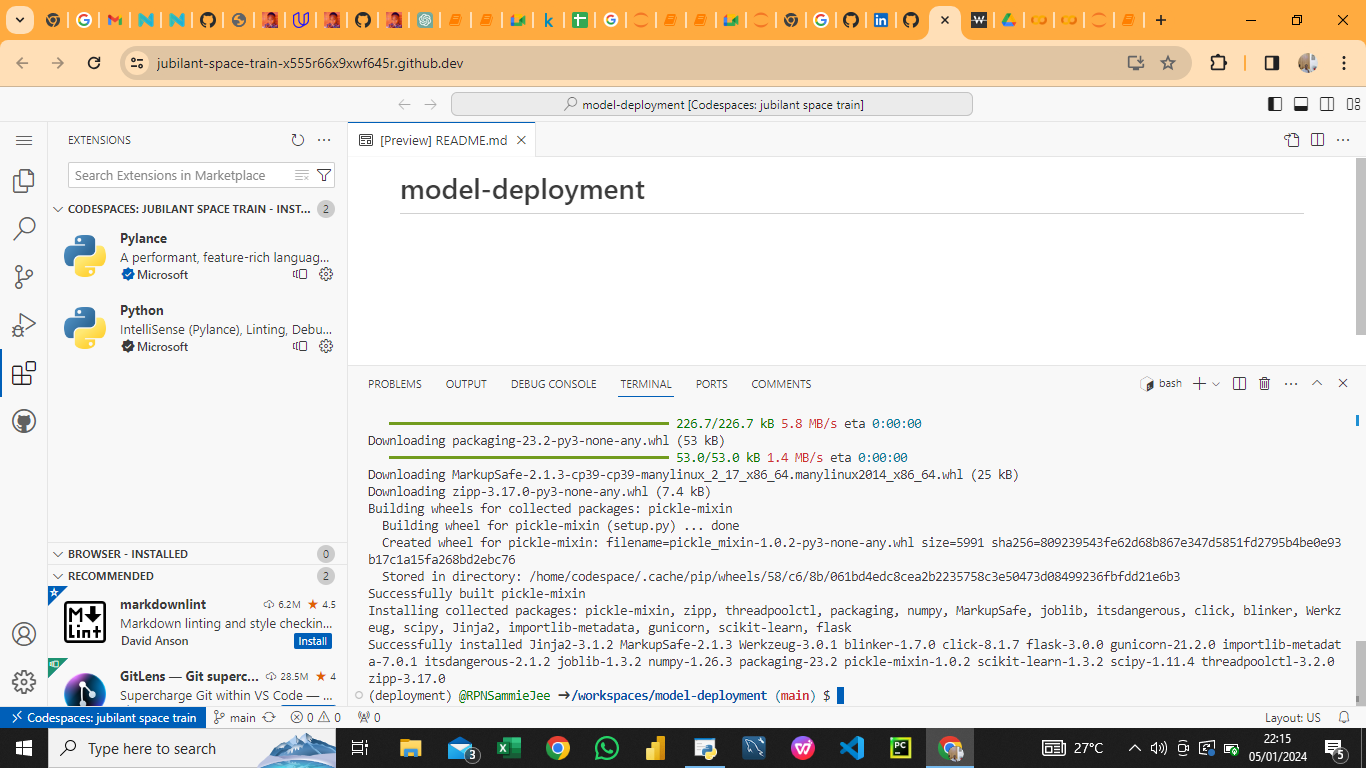 jubilant-space-train-x555r66x9xwf645r.github.dev
model-deployment [Codespaces: jubilant space train]
EXTENSIONS
Search Extensions in Marketplace
CODESPACES: JUBILANT SPACE TRAIN - INST... 2
Pylance
A performant, feature-rich languag...
Microsoft
Python
IntelliSense (Pylance), Linting, Debu...
Microsoft
BROWSER - INSTALLED 0
RECOMMENDED 2
markdownlint 6.2M 4.5
Markdown linting and style checkin...
David Anson Install
GitLens — Git superc... 28.5M 4
Supercharge Git within VS Code — ...
[Preview] README.md
model-deployment
PROBLEMS OUTPUT DEBUG CONSOLE TERMINAL PORTS COMMENTS
bash
226.7/226.7 kB 5.8 MB/s eta 0:00:00
Downloading packaging-23.2-py3-none-any.whl (53 kB)
53.0/53.0 kB 1.4 MB/s eta 0:00:00
Downloading MarkupSafe-2.1.3-cp39-cp39-manylinux_2_17_x86_64.manylinux2014_x86_64.whl (25 kB)
Downloading zipp-3.17.0-py3-none-any.whl (7.4 kB)
Building wheels for collected packages: pickle-mixin
Building wheel for pickle-mixin (setup.py) ... done
Created wheel for pickle-mixin: filename=pickle_mixin-1.0.2-py3-none-any.whl size=5991 sha256=809239543fe62d68b867e347d5851fd2795b4be0e93
b17c1a15fa268bd2ebc76
Stored in directory: /home/codespace/.cache/pip/wheels/58/c6/8b/061bd4edc8cea2b2235758c3e50473d08499236fbfdd21e6b3
Successfully built pickle-mixin
Installing collected packages: pickle-mixin, zipp, threadpoolctl, packaging, numpy, MarkupSafe, joblib, itsdangerous, click, blinker, Werkz
eug, scipy, Jinja2, importlib-metadata, gunicorn, scikit-learn, flask
Successfully installed Jinja2-3.1.2 MarkupSafe-2.1.3 Werkzeug-3.0.1 blinker-1.7.0 click-8.1.7 flask-3.0.0 gunicorn-21.2.0 importlib-metadat
a-7.0.1 itsdangerous-2.1.2 joblib-1.3.2 numpy-1.26.3 packaging-23.2 pickle-mixin-1.0.2 scikit-learn-1.3.2 scipy-1.11.4 threadpoolctl-3.2.0
zipp-3.17.0
(deployment) @RPNSammieJee ➜/workspaces/model-deployment (main) $
Codespaces: jubilant space train main 0 0 0 Layout: US
Type here to search
3
27°C
22:15
05/01/2024
5